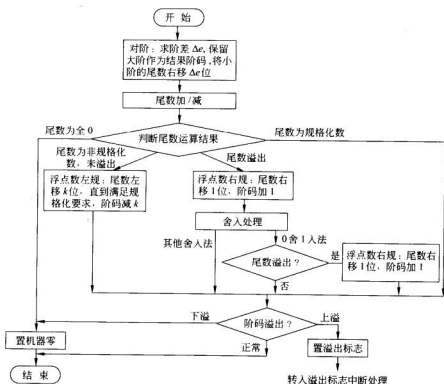 开 始
对阶：求阶差Δe,保留
大阶作为结果阶码,将小
阶的尾数右移Δe位
尾数加/减
尾数为全0
判断尾数运算结果
尾数为规格化数
尾数为非规格化
数，未溢出
尾数溢出
浮点数左规：尾数左
移k位，直到满足规
格化要求，阶码减k
浮点数右规：尾数右
移1位，阶码加1
舍入处理
其他舍入法
0舍1入法
尾数溢出？
是
浮点数右规：尾数右
移1位，阶码加1
否
下溢
阶码溢出？
上溢
置机器零
正常
置溢出标志
结 束
转入溢出标志中断处理